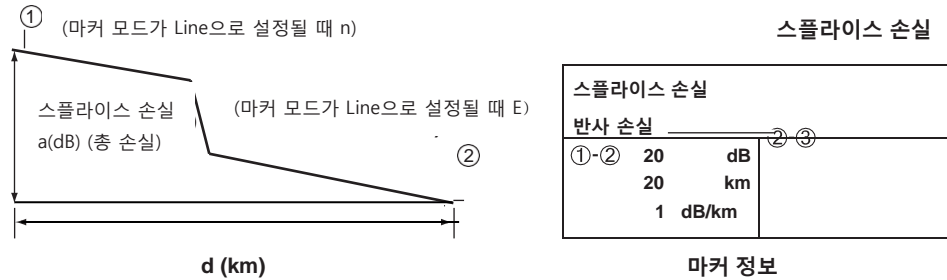 ① (마커 모드가 Line으로 설정될 때 n)
스플라이스 손실
a(dB) (총 손실)
(마커 모드가 Line으로 설정될 때 E)
②
d (km)
스플라이스 손실
스플라이스 손실
반사 손실
①-② 20 dB
②-③
20 km
1 dB/km
마커 정보